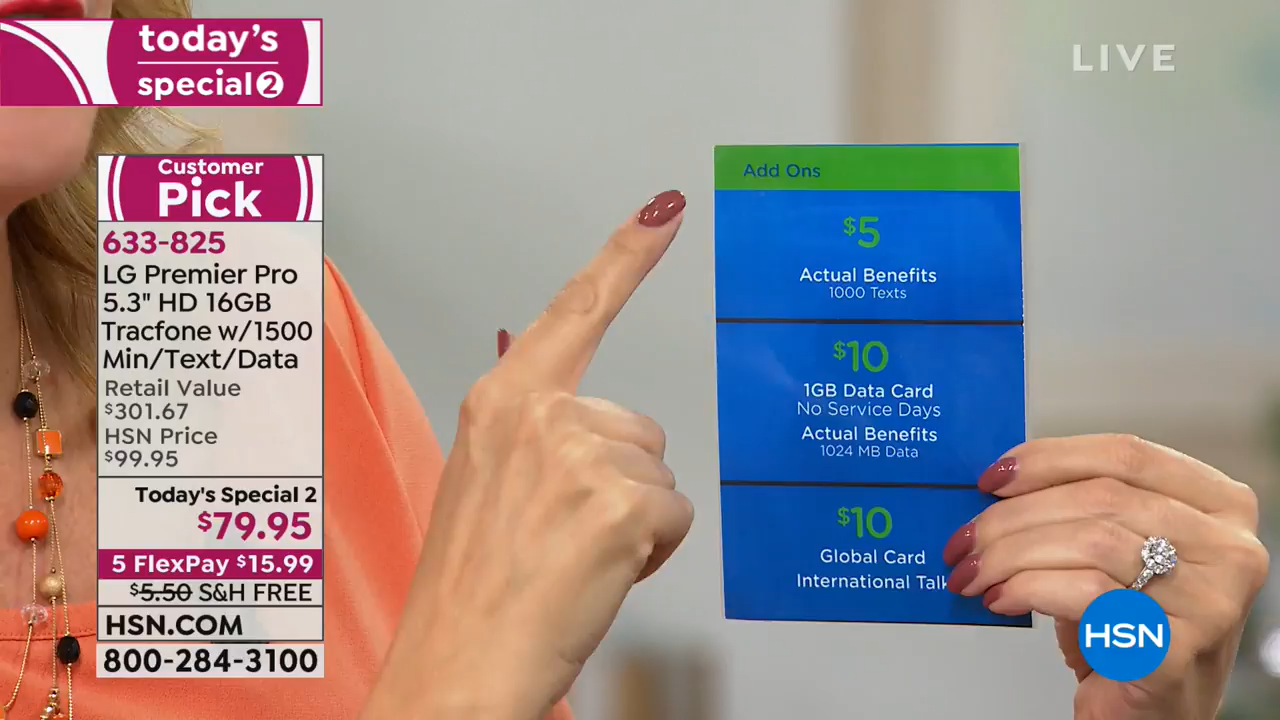 today's
special 2
LIVE
Customer
Pick
633-825
LG Premier Pro
5.3" HD 16GB
Tracfone w/1500
Min/Text/Data
Retail Value
$301.67
HSN Price
$99.95
Today's Special 2
$79.95
5 FlexPay $15.99
$5.50 S&H FREE
HSN.COM
800-284-3100
Add Ons
$5
Actual Benefits
1000 Texts
$10
1GB Data Card
No Service Days
Actual Benefits
1024 MB Data
$10
Global Card
International Talk
HSN